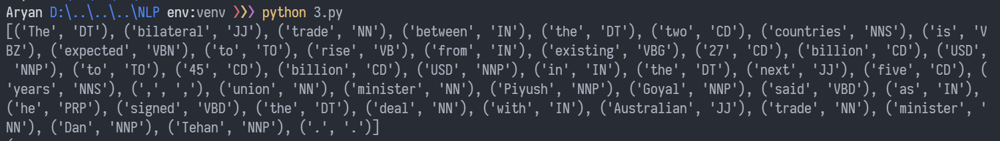 Aryan D:\..\..\..\NLP env:venv ❯❯❯ python 3.py
[('The', 'DT'), ('bilateral', 'JJ'), ('trade', 'NN'), ('between', 'IN'), ('the', 'DT'), ('two', 'CD'), ('countries', 'NNS'), ('is', 'V
BZ'), ('expected', 'VBN'), ('to', 'TO'), ('rise', 'VB'), ('from', 'IN'), ('existing', 'VBG'), ('27', 'CD'), ('billion', 'CD'), ('USD',
 'NNP'), ('to', 'TO'), ('45', 'CD'), ('billion', 'CD'), ('USD', 'NNP'), ('in', 'IN'), ('the', 'DT'), ('next', 'JJ'), ('five', 'CD'), (
'years', 'NNS'), (',', ','), ('union', 'NN'), ('minister', 'NN'), ('Piyush', 'NNP'), ('Goyal', 'NNP'), ('said', 'VBD'), ('as', 'IN'),
('he', 'PRP'), ('signed', 'VBD'), ('the', 'DT'), ('deal', 'NN'), ('with', 'IN'), ('Australian', 'JJ'), ('trade', 'NN'), ('minister', '
NN'), ('Dan', 'NNP'), ('Tehan', 'NNP'), ('.', '.')]